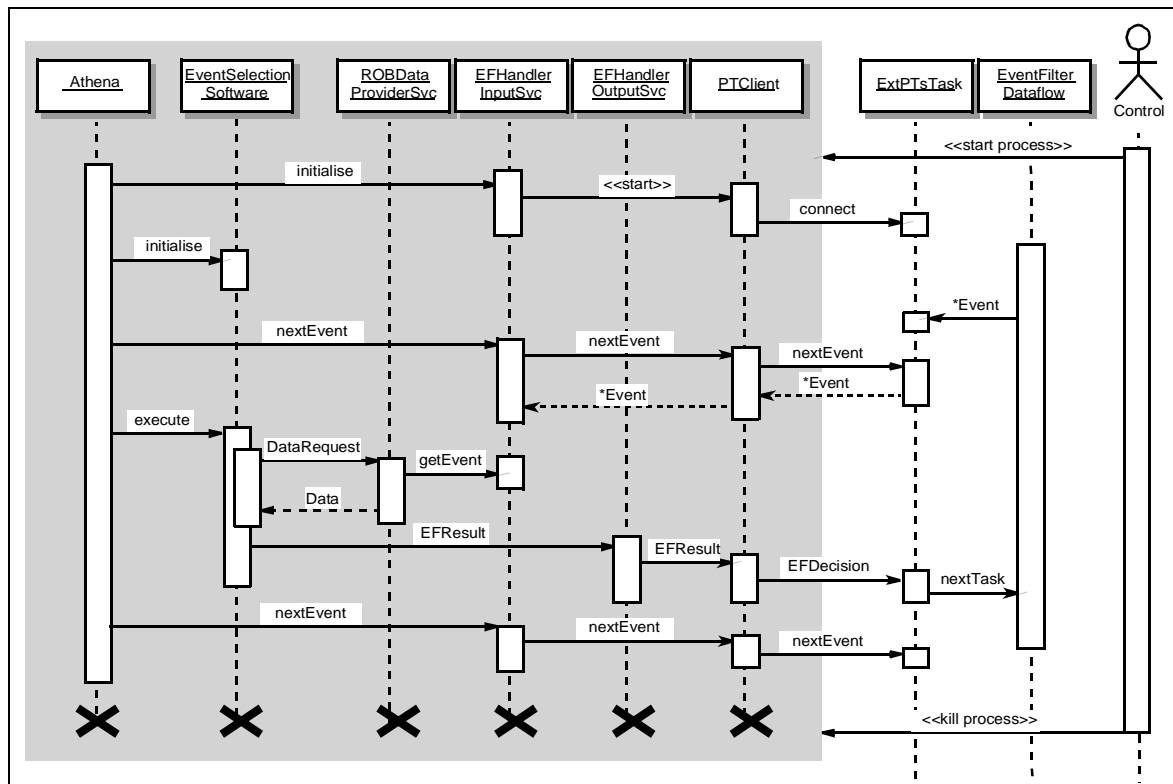 Athena
EventSelection
Software
ROBData
ProviderSvc
EFHandler
InputSvc
EFHandler
OutputSvc
PTClient
ExtPTsTask
EventFilter
Dataflow
Control
<<start process>>
initialise
<<start>>
connect
initialise
*Event
nextEvent
nextEvent
nextEvent
*Event
*Event
execute
DataRequest
getEvent
Data
EFResult
EFResult
EFDecision
nextTask
nextEvent
nextEvent
nextEvent
<<kill process>>